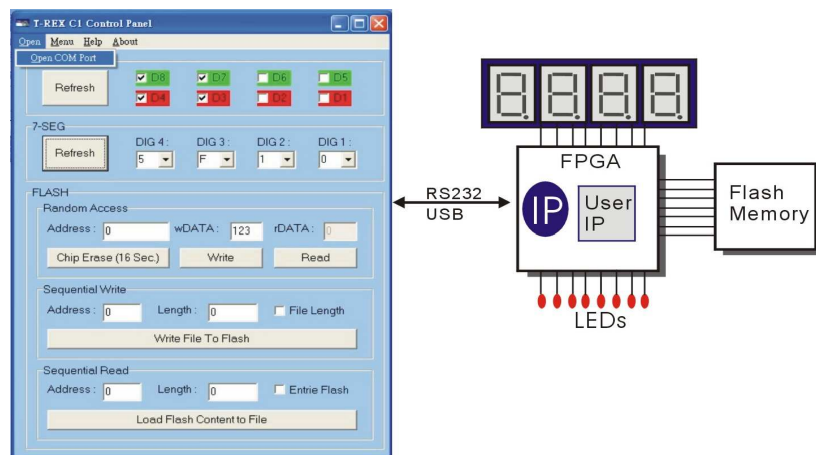 T-REX C1 Control Panel
Open Menu Help About
Open COM Port
Refresh
D8 D7 D6 D5
D4 D3 D2 D1
7-SEG
Refresh
DIG 4 : DIG 3 : DIG 2 : DIG 1 :
5 F 1 0
FLASH
Random Access
Address : 0 wDATA : 123 rDATA : 0
Chip Erase (16 Sec.) Write Read
Sequential Write
Address : 0 Length : 0 File Length
Write File To Flash
Sequential Read
Address : 0 Length : 0 Entrie Flash
Load Flash Content to File
RS232
USB
FPGA
IP
User
IP
Flash
Memory
LEDs